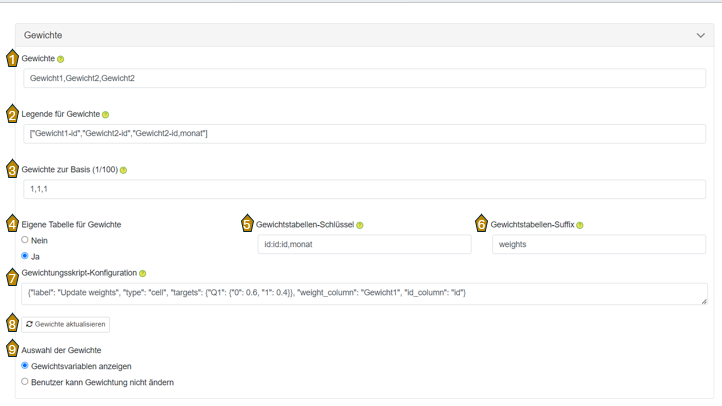 Gewichte
1 Gewichte
Gewicht1,Gewicht2,Gewicht2
2 Legende für Gewichte
["Gewicht1-id","Gewicht2-id","Gewicht2-id,monat"]
3 Gewichte zur Basis (1/100)
1,1,1
4 Eigene Tabelle für Gewichte 5 Gewichtstabellen-Schlüssel 6 Gewichtstabellen-Suffix
Nein
id:id:id,monat weights
Ja
7 Gewichtungsskript-Konfiguration
{"label": "Update weights", "type": "cell", "targets": {"Q1": {"0": 0.6, "1": 0.4}}, "weight_column": "Gewicht1", "id_column": "id"}
8 Gewichte aktualisieren
9 Auswahl der Gewichte
Gewichtsvariablen anzeigen
Benutzer kann Gewichtung nicht ändern